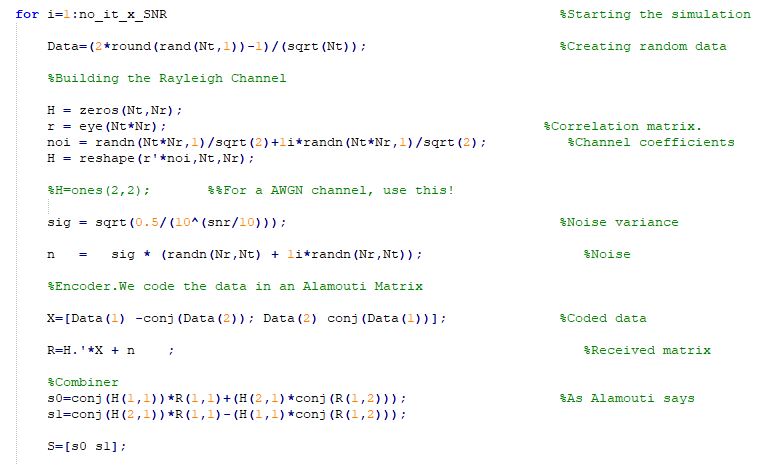 for i=1:no_it_x_SNR %Starting the simulation
Data=(2*round(rand(Nt,1))-1)/(sqrt(Nt)); %Creating random data
%Building the Rayleigh Channel
H = zeros(Nt,Nr);
r = eye(Nt*Nr); %Correlation matrix.
noi = randn(Nt*Nr,1)/sqrt(2)+1i*randn(Nt*Nr,1)/sqrt(2); %Channel coefficients
H = reshape(r'*noi,Nt,Nr);
%H=ones(2,2); %%For a AWGN channel, use this!
sig = sqrt(0.5/(10^(snr/10))); %Noise variance
n = sig * (randn(Nr,Nt) + 1i*randn(Nr,Nt)); %Noise
%Encoder.We code the data in an Alamouti Matrix
X=[Data(1) -conj(Data(2)); Data(2) conj(Data(1))]; %Coded data
R=H.'*X + n ; %Received matrix
%Combiner
s0=conj(H(1,1))*R(1,1)+(H(2,1)*conj(R(1,2))); %As Alamouti says
s1=conj(H(2,1))*R(1,1)-(H(1,1)*conj(R(1,2)));
S=[s0 s1];